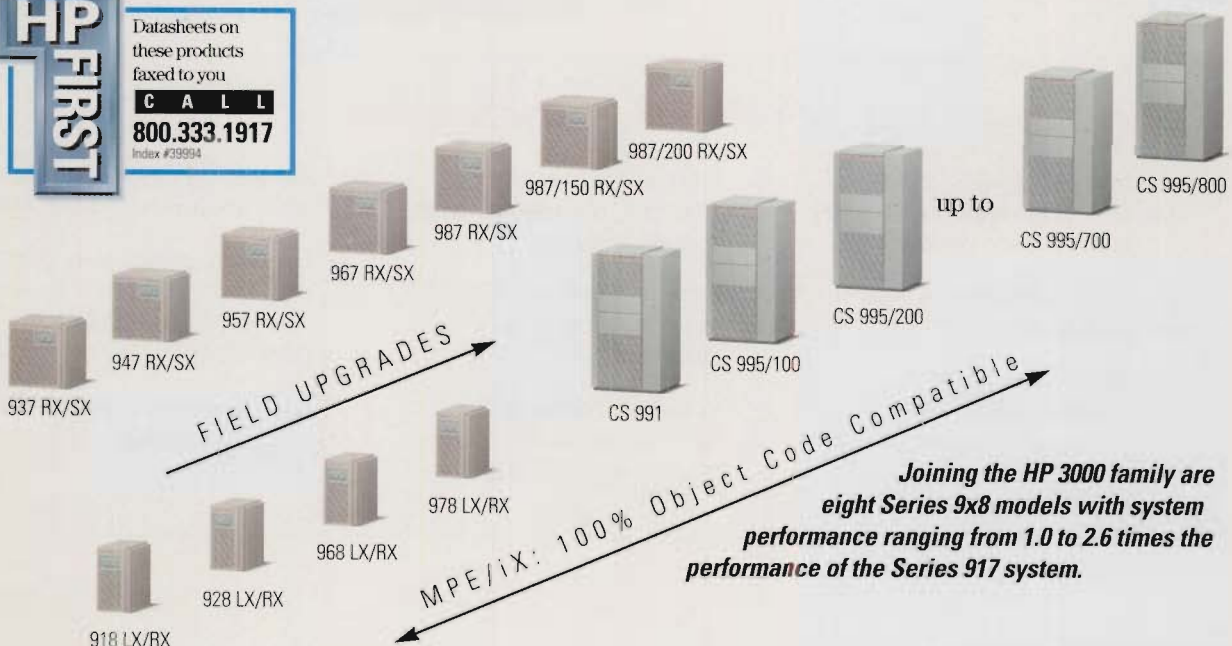 HP
FIRST
Datasheets on
these products
faxed to you
CALL
800.333.1917
Index #39994
987/200 RX/SX
987/150 RX/SX
987 RX/SX
967 RX/SX
957 RX/SX
947 RX/SX
937 RX/SX
FIELD UPGRADES
CS 991
CS 995/100
CS 995/200
up to
CS 995/700
CS 995/800
918 LX/RX
928 LX/RX
968 LX/RX
978 LX/RX
MPE/iX: 100% Object Code Compatible
Joining the HP 3000 family are
eight Series 9x8 models with system
performance ranging from 1.0 to 2.6 times the
performance of the Series 917 system.